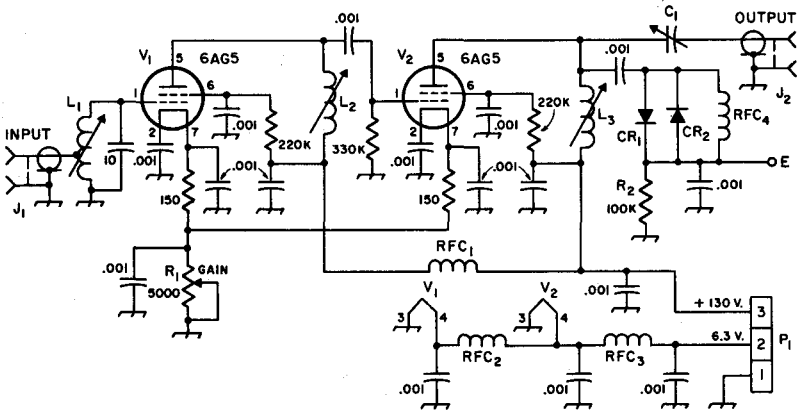 C1
OUTPUT
.001
.001
V1
6AG5
V2
6AG5
5
5
J2
L1
1
6
L2
1
6
220K
L3
CR1
CR2
RFC4
INPUT
2
7
.001
220K
330K
2
7
.001
10
.001
.001
.001
.001
E
J1
150
150
R2
100K
.001
RFC1
.001
R1
GAIN
5000
V1
V2
.001
+ 130 V.
3
3
4
3
4
6.3 V.
2
P1
RFC2
RFC3
.001
.001
.001
1